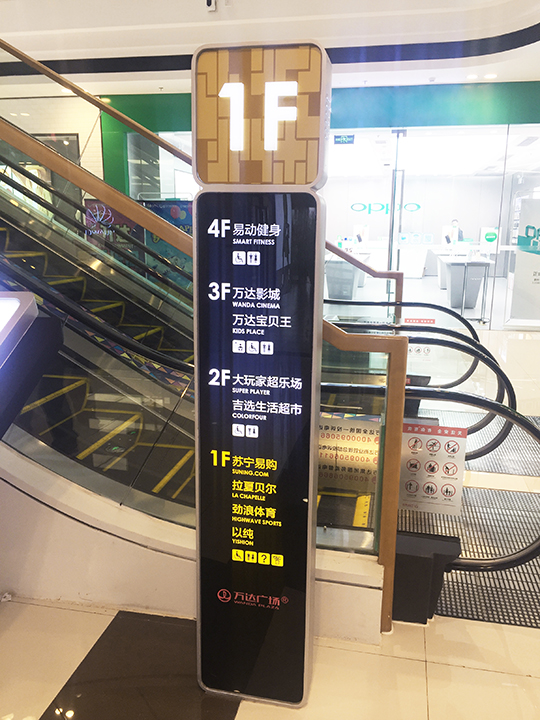 1F
4F 易动健身
SMART FITNESS
3F 万达影城
WANDA CINEMA
万达宝贝王
KIDS PLACE
2F 大玩家超乐场
SUPER PLAYER
吉选生活超市
COLORFOUR
1F 苏宁易购
SUNING.COM
拉夏贝尔
LA CHAPELLE
劲浪体育
HIGHWAVE SPORTS
以纯
YISHION
?
万达广场®
WANDA PLAZA
oppo
oppo